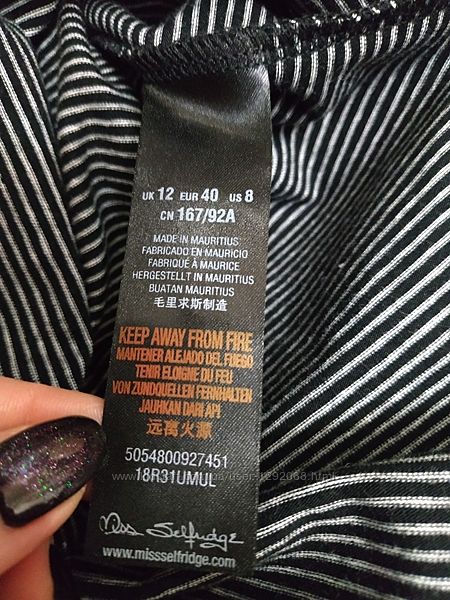 UK 12 EUR 40 US 8
CN 167/92A
MADE IN MAURITIUS
FABRICADO EN MAURICIO
FABRIQUÉ À MAURICE
HERGESTELLT IN MAURITIUS
BUATAN MAURITIUS
毛里求斯制造
KEEP AWAY FROM FIRE
MANTENER ALEJADO DEL FUEGO
TENIR ELOIGNE DU FEU
VON ZUNDQUELLEN FERNHALTEN
JAUHKAN DARI API
远离火源
5054800927451
18R31UMUL
Miss Selfridge
www.missselfridge.com